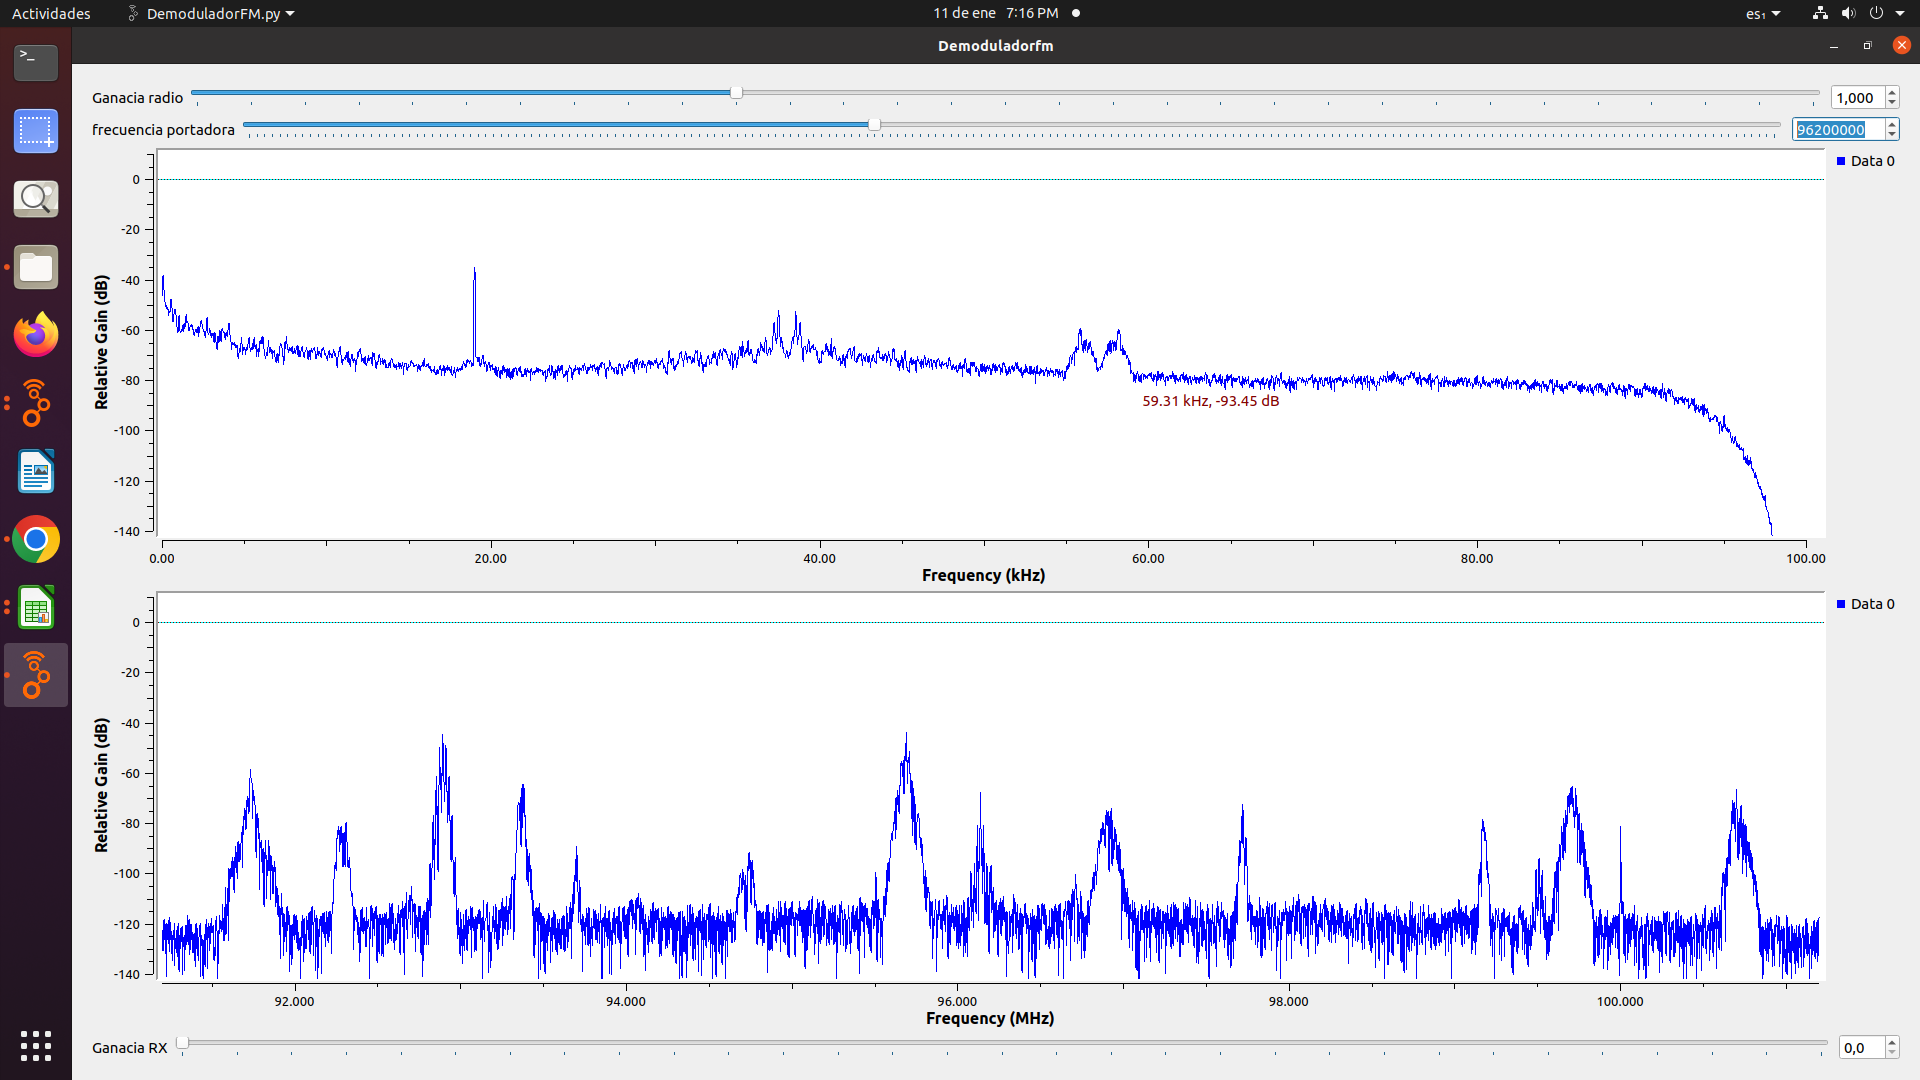 Actividades DemoduladorFM.py 11 de ene 7:16 PM es₁
Demoduladorfm
Ganacia radio 1,000
frecuencia portadora 96200000
Data 0
Relative Gain (dB)
0
-20
-40
-60
-80
-100
-120
-140
59.31 kHz, -93.45 dB
0.00 20.00 40.00 60.00 80.00 100.00
Frequency (kHz)
Data 0
Relative Gain (dB)
0
-20
-40
-60
-80
-100
-120
-140
92.000 94.000 96.000 98.000 100.000
Frequency (MHz)
Ganacia RX 0,0